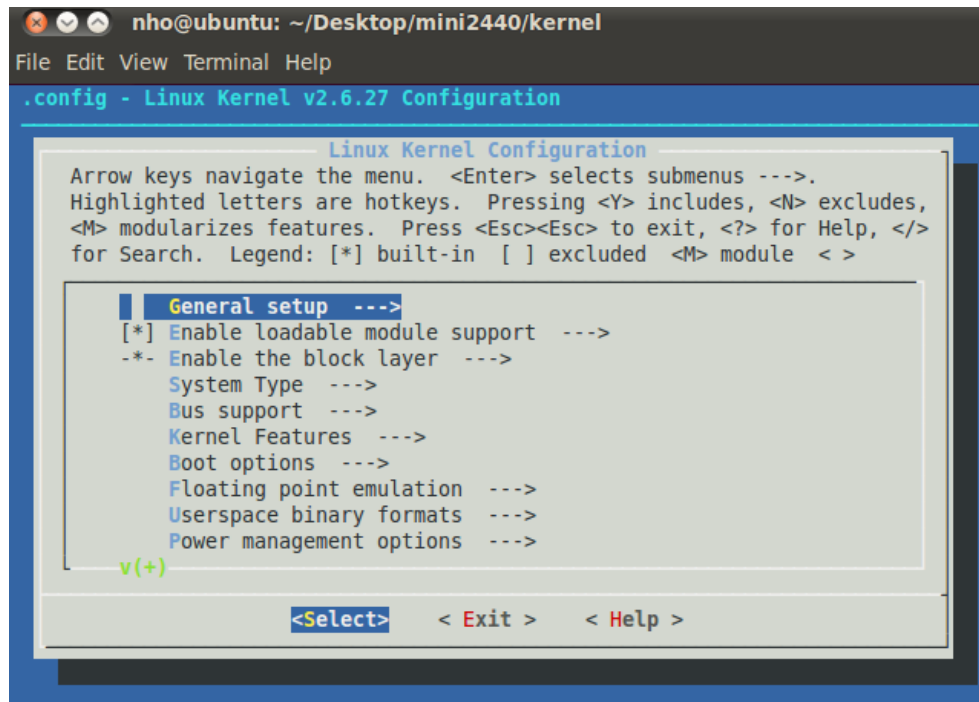 nho@ubuntu: ~/Desktop/mini2440/kernel
File Edit View Terminal Help
.config - Linux Kernel v2.6.27 Configuration
Linux Kernel Configuration
Arrow keys navigate the menu.  <Enter> selects submenus --->.
Highlighted letters are hotkeys.  Pressing <Y> includes, <N> excludes,
<M> modularizes features.  Press <Esc><Esc> to exit, <?> for Help, </>
for Search.  Legend: [*] built-in  [ ] excluded  <M> module  < >
General setup  --->
[*] Enable loadable module support  --->
-*- Enable the block layer  --->
System Type  --->
Bus support  --->
Kernel Features  --->
Boot options  --->
Floating point emulation  --->
Userspace binary formats  --->
Power management options  --->
v(+)
<Select>    < Exit >    < Help >